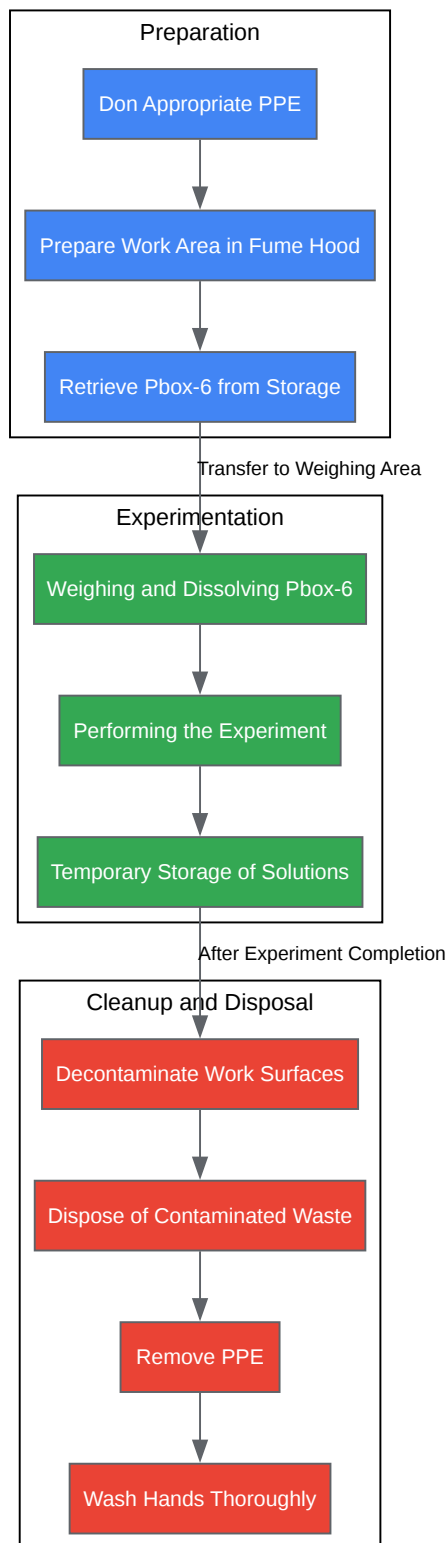 Preparation
Don Appropriate PPE
Prepare Work Area in Fume Hood
Retrieve Pbox-6 from Storage
Transfer to Weighing Area
Experimentation
Weighing and Dissolving Pbox-6
Performing the Experiment
Temporary Storage of Solutions
After Experiment Completion
Cleanup and Disposal
Decontaminate Work Surfaces
Dispose of Contaminated Waste
Remove PPE
Wash Hands Thoroughly